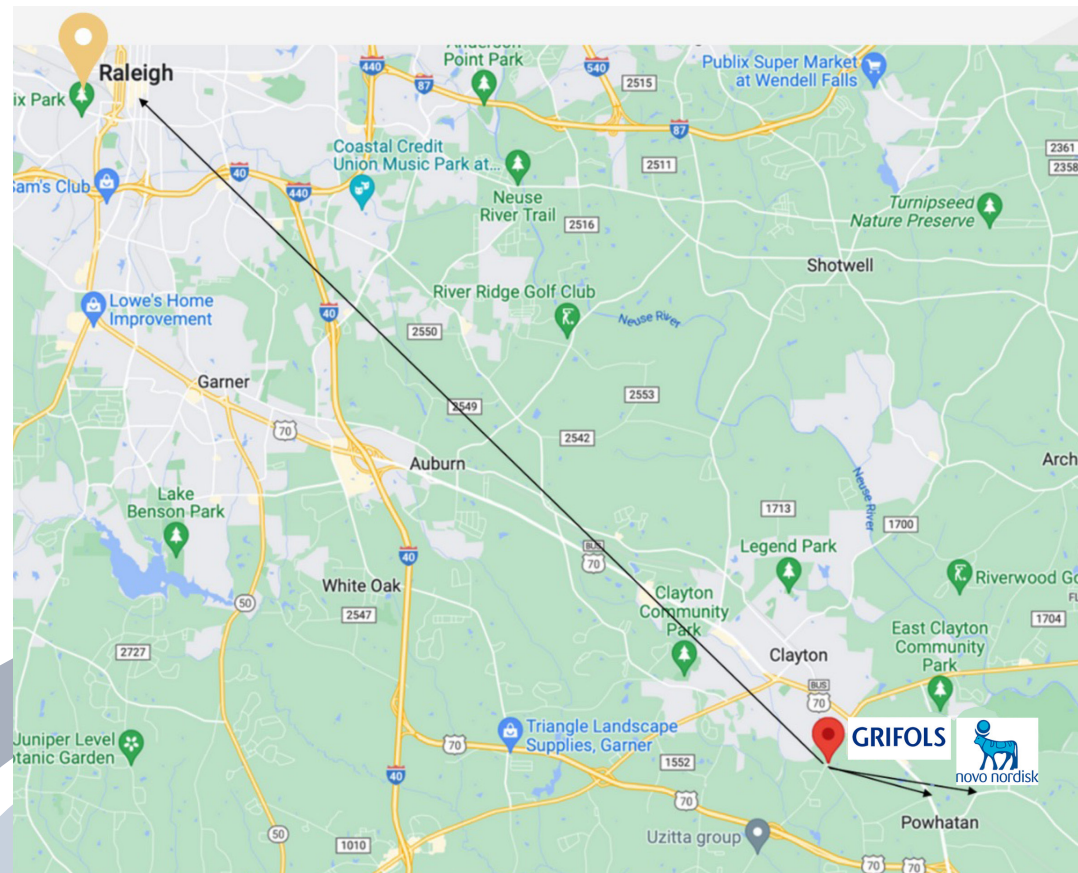 Raleigh
ix Park
440
87
Anderson
Point Park
540
2515
Publix Super Market
at Wendell Falls
87
2361
2358
Coastal Credit
Union Music Park at...
40
440
Sam's Club
2511
Neuse
River Trail
2516
Turnipseed
Nature Preserve
Shotwell
River Ridge Golf Club
Neuse River
Lowe's Home
Improvement
40
2550
Garner
2549
2553
70
2542
Auburn
Arch
Neuse River
Lake
Benson Park
1713
1700
BUS
70
Legend Park
40
White Oak
Clayton
Community
Park
Riverwood Go
FL
50
2547
1704
East Clayton
Community
Park
2727
Clayton
BUS
70
Juniper Level
otanic Garden
Triangle Landscape
Supplies, Garner
70
GRIFOLS
novo nordisk
1552
40
70
Powhatan
Uzitta group
50
1010
70
70